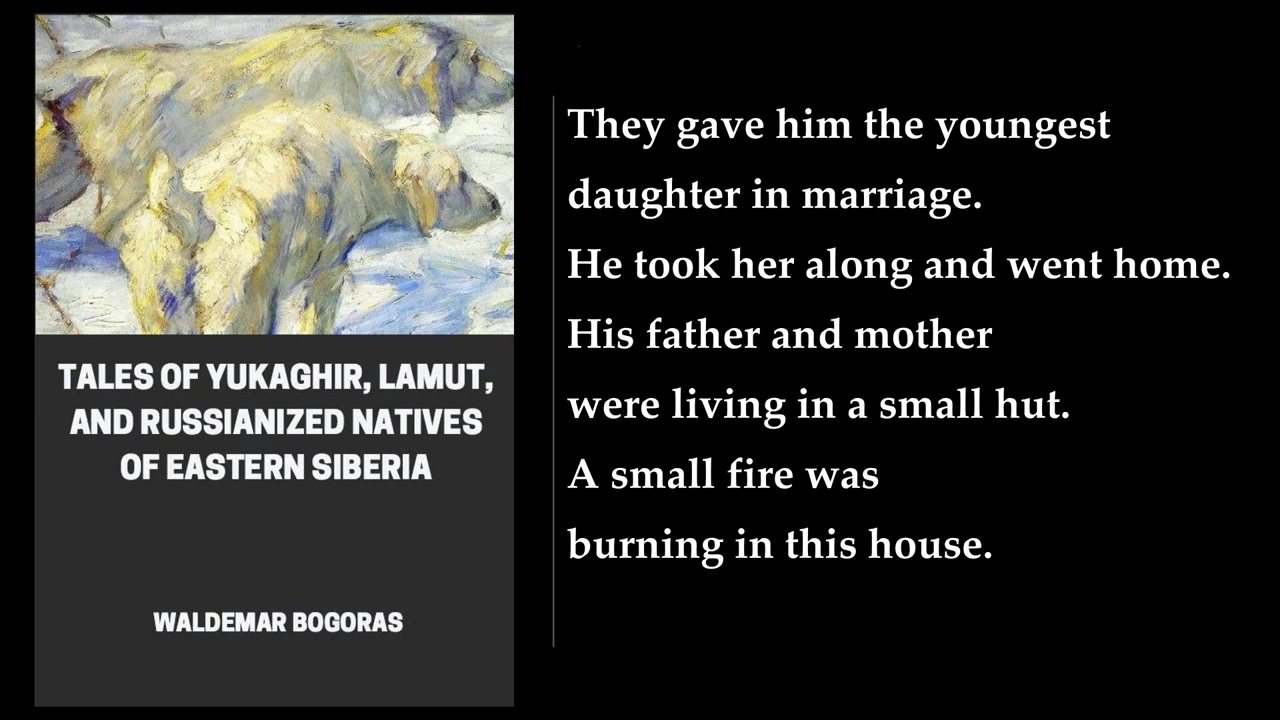 TALES OF YUKAGHIR, LAMUT,
AND RUSSIANIZED NATIVES
OF EASTERN SIBERIA
WALDEMAR BOGORAS
They gave him the youngest
daughter in marriage.
He took her along and went home.
His father and mother
were living in a small hut.
A small fire was
burning in this house.